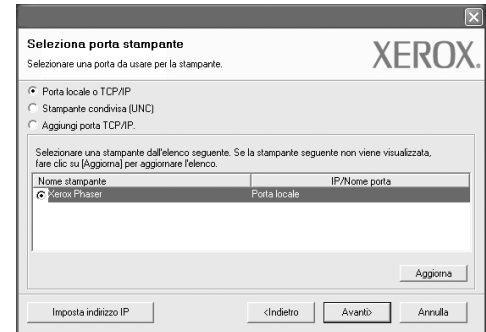 Seleziona porta stampante
Selezionare una porta da usare per la stampante.
XEROX.
Porta locale o TCP/IP
Stampante condivisa (UNC)
Aggiungi porta TCP/IP.
Selezionare una stampante dall'elenco seguente. Se la stampante seguente non viene visualizzata,
fare clic su [Aggiorna] per aggiornare l'elenco.
Nome stampante IP/Nome porta
Xerox Phaser Porta locale
Aggiorna
Imposta indirizzo IP <Indietro Avanti> Annulla